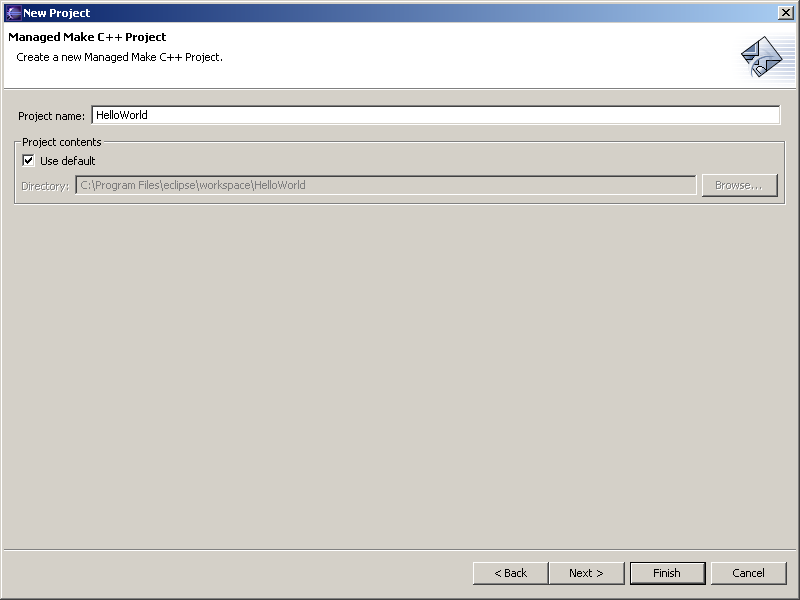 New Project
Managed Make C++ Project
Create a new Managed Make C++ Project.
Project name: HelloWorld
Project contents
Use default
Directory: C:\Program Files\eclipse\workspace\HelloWorld Browse...
< Back Next > Finish Cancel